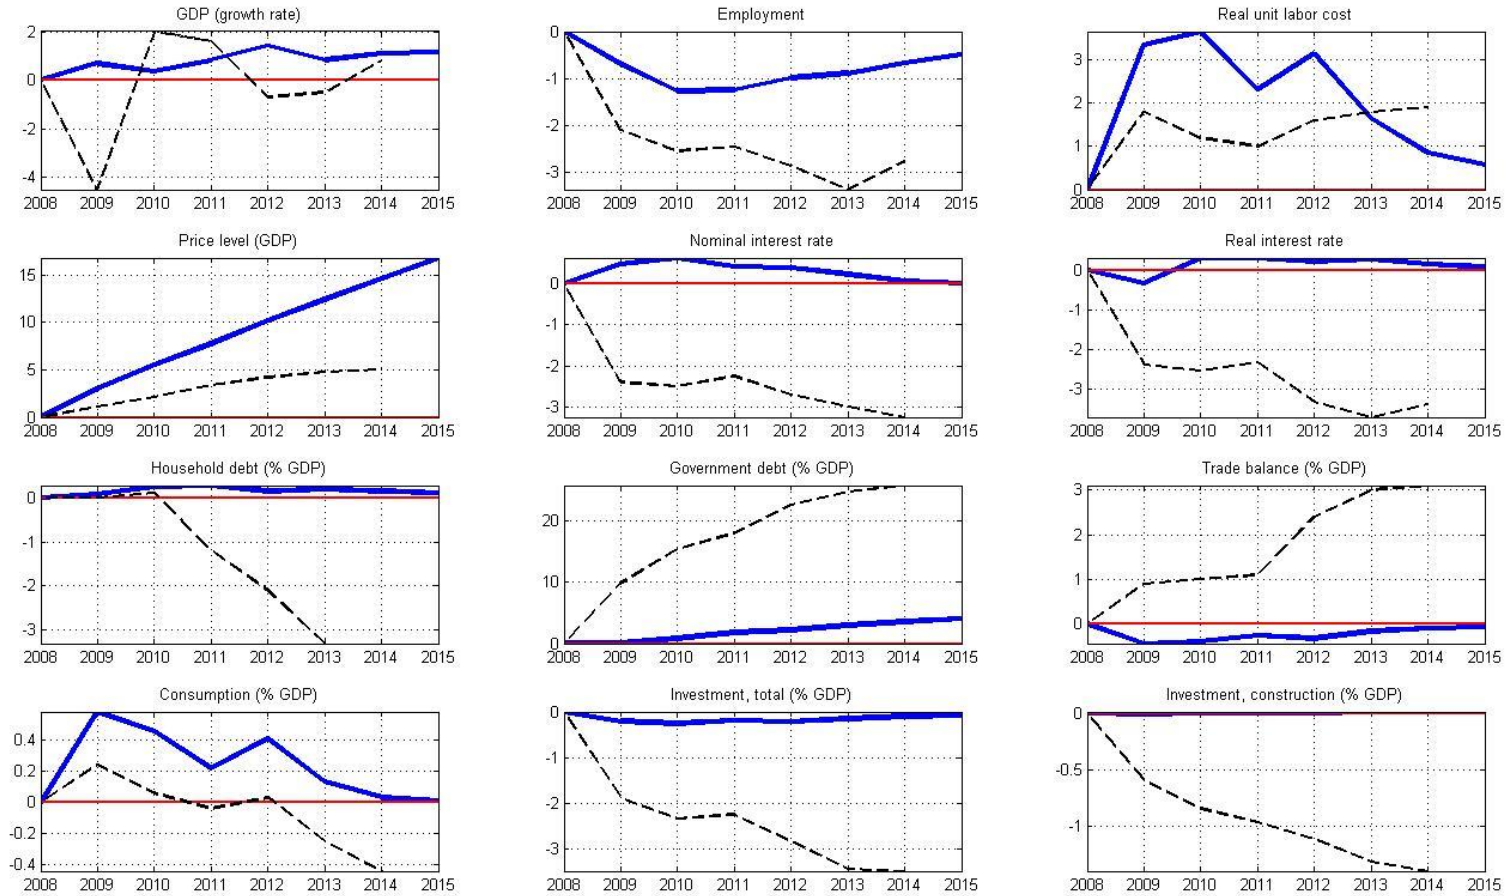 GDP (growth rate)
2
0
-2
-4
2008 2009 2010 2011 2012 2013 2014 2015
Employment
0
-1
-2
-3
2008 2009 2010 2011 2012 2013 2014 2015
Real unit labor cost
3
2
1
0
2008 2009 2010 2011 2012 2013 2014 2015
Price level (GDP)
15
10
5
0
2008 2009 2010 2011 2012 2013 2014 2015
Nominal interest rate
0
-1
-2
-3
2008 2009 2010 2011 2012 2013 2014 2015
Real interest rate
0
-1
-2
-3
2008 2009 2010 2011 2012 2013 2014 2015
Household debt (% GDP)
0
-1
-2
-3
2008 2009 2010 2011 2012 2013 2014 2015
Government debt (% GDP)
20
10
0
2008 2009 2010 2011 2012 2013 2014 2015
Trade balance (% GDP)
3
2
1
0
2008 2009 2010 2011 2012 2013 2014 2015
Consumption (% GDP)
0.4
0.2
0
-0.2
-0.4
2008 2009 2010 2011 2012 2013 2014 2015
Investment, total (% GDP)
0
-1
-2
-3
2008 2009 2010 2011 2012 2013 2014 2015
Investment, construction (% GDP)
0
-0.5
-1
2008 2009 2010 2011 2012 2013 2014 2015